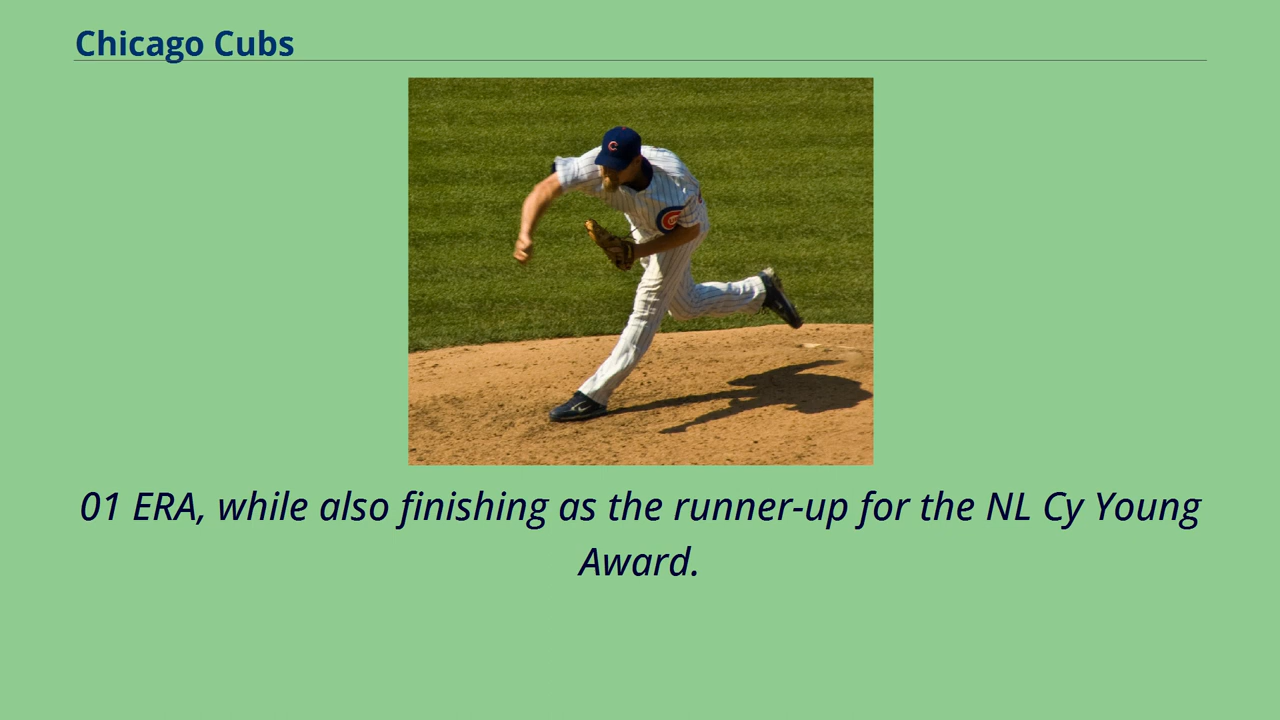 Chicago Cubs
01 ERA, while also finishing as the runner-up for the NL Cy Young
Award.